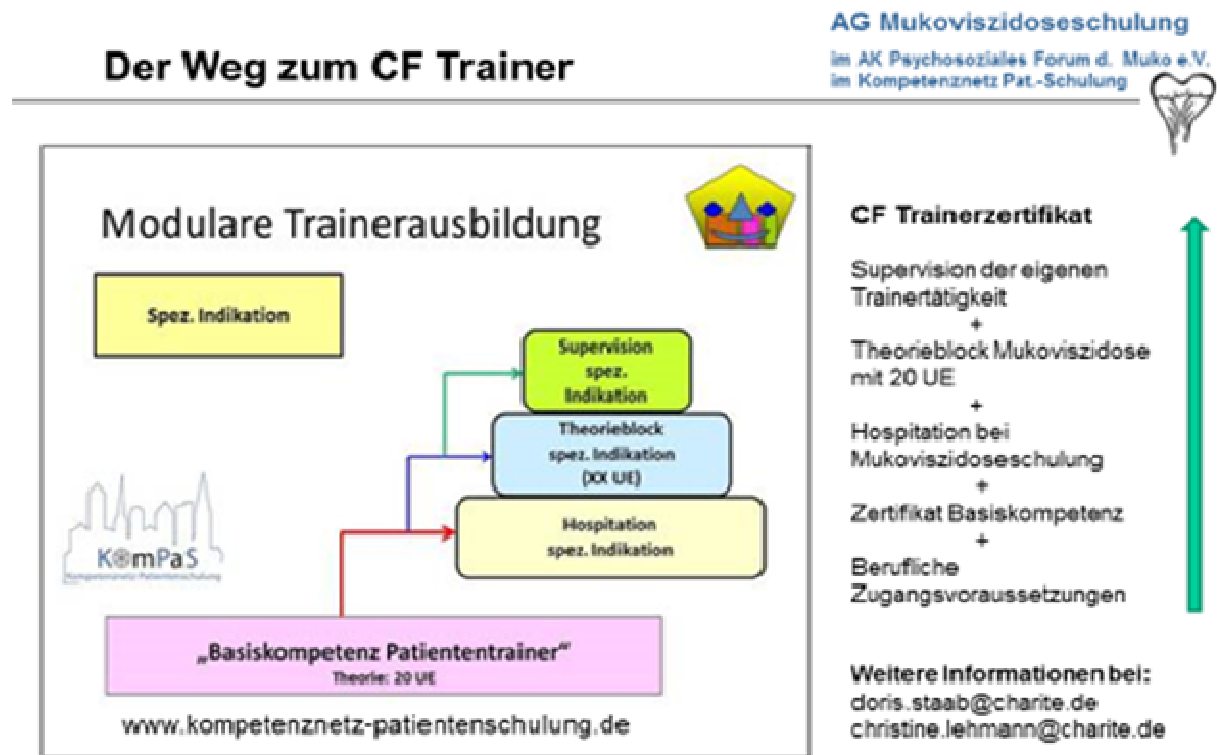 Der Weg zum CF Trainer
AG Mukoviszidoseschulung
im AK Psychosoziales Forum d. Muko e.V.
im Kompetenznetz Pat.-Schulung
Modulare Trainerausbildung
Spez. Indikation
Supervision
spez.
Indikation
Theorieblock
spez. Indikation
(XX UE)
Hospitation
spez. Indikation
KomPaS
Kompetenznetz Patientenschulung
„Basiskompetenz Patiententrainer“
Theorie: 20 UE
www.kompetenznetz-patientenschulung.de
CF Trainerzertifikat
Supervision der eigenen
Trainertätigkeit
+
Theorieblock Mukoviszidose
mit 20 UE
+
Hospitation bei
Mukoviszidoseschulung
+
Zertifikat Basiskompetenz
+
Berufliche
Zugangsvoraussetzungen
Weitere Informationen bei:
doris.staab@charite.de
christine.lehmann@charite.de